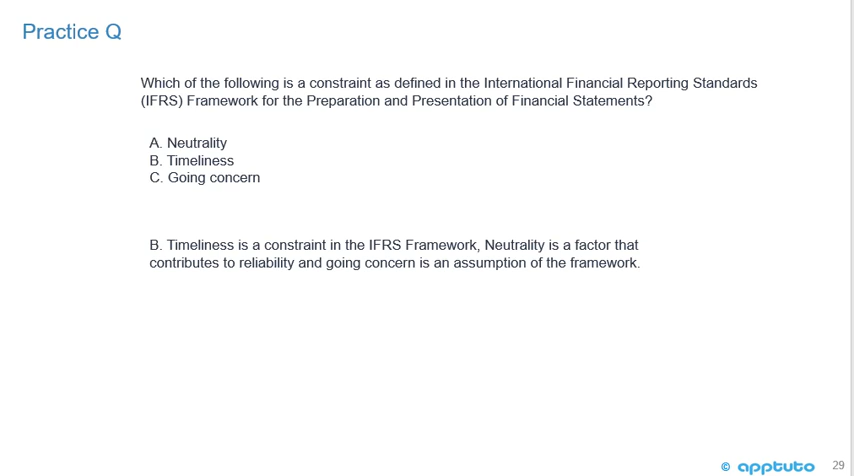 Practice Q
Which of the following is a constraint as defined in the International Financial Reporting Standards
(IFRS) Framework for the Preparation and Presentation of Financial Statements?
A. Neutrality
B. Timeliness
C. Going concern
B. Timeliness is a constraint in the IFRS Framework, Neutrality is a factor that
contributes to reliability and going concern is an assumption of the framework.
© apptuto 29